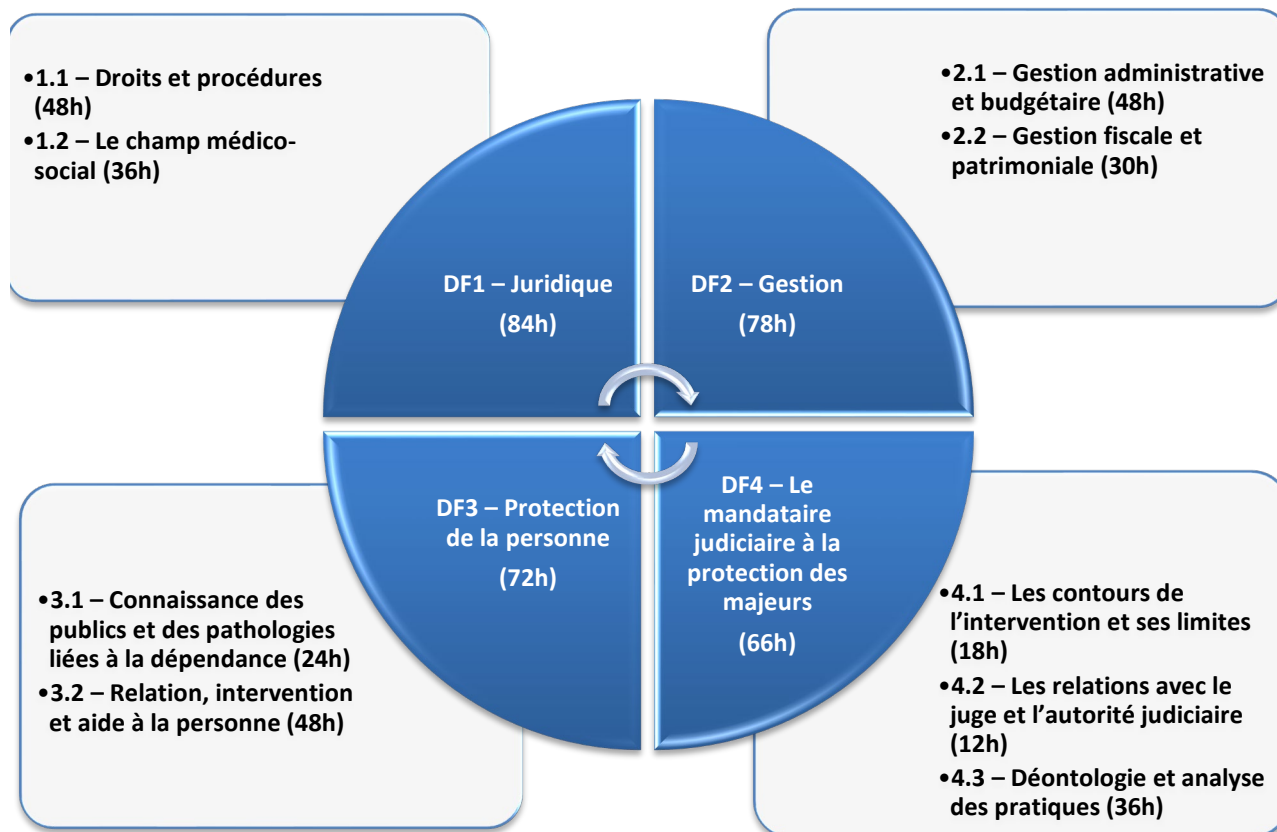 •1.1 – Droits et procédures
(48h)
•1.2 – Le champ médico-
social (36h)
•2.1 – Gestion administrative
et budgétaire (48h)
•2.2 – Gestion fiscale et
patrimoniale (30h)
DF1 – Juridique
(84h)
DF2 – Gestion
(78h)
DF3 – Protection
de la personne
(72h)
DF4 – Le
mandataire
judiciaire à la
protection des
majeurs
(66h)
•3.1 – Connaissance des
publics et des pathologies
liées à la dépendance (24h)
•3.2 – Relation, intervention
et aide à la personne (48h)
•4.1 – Les contours de
l’intervention et ses limites
(18h)
•4.2 – Les relations avec le
juge et l’autorité judiciaire
(12h)
•4.3 – Déontologie et analyse
des pratiques (36h)